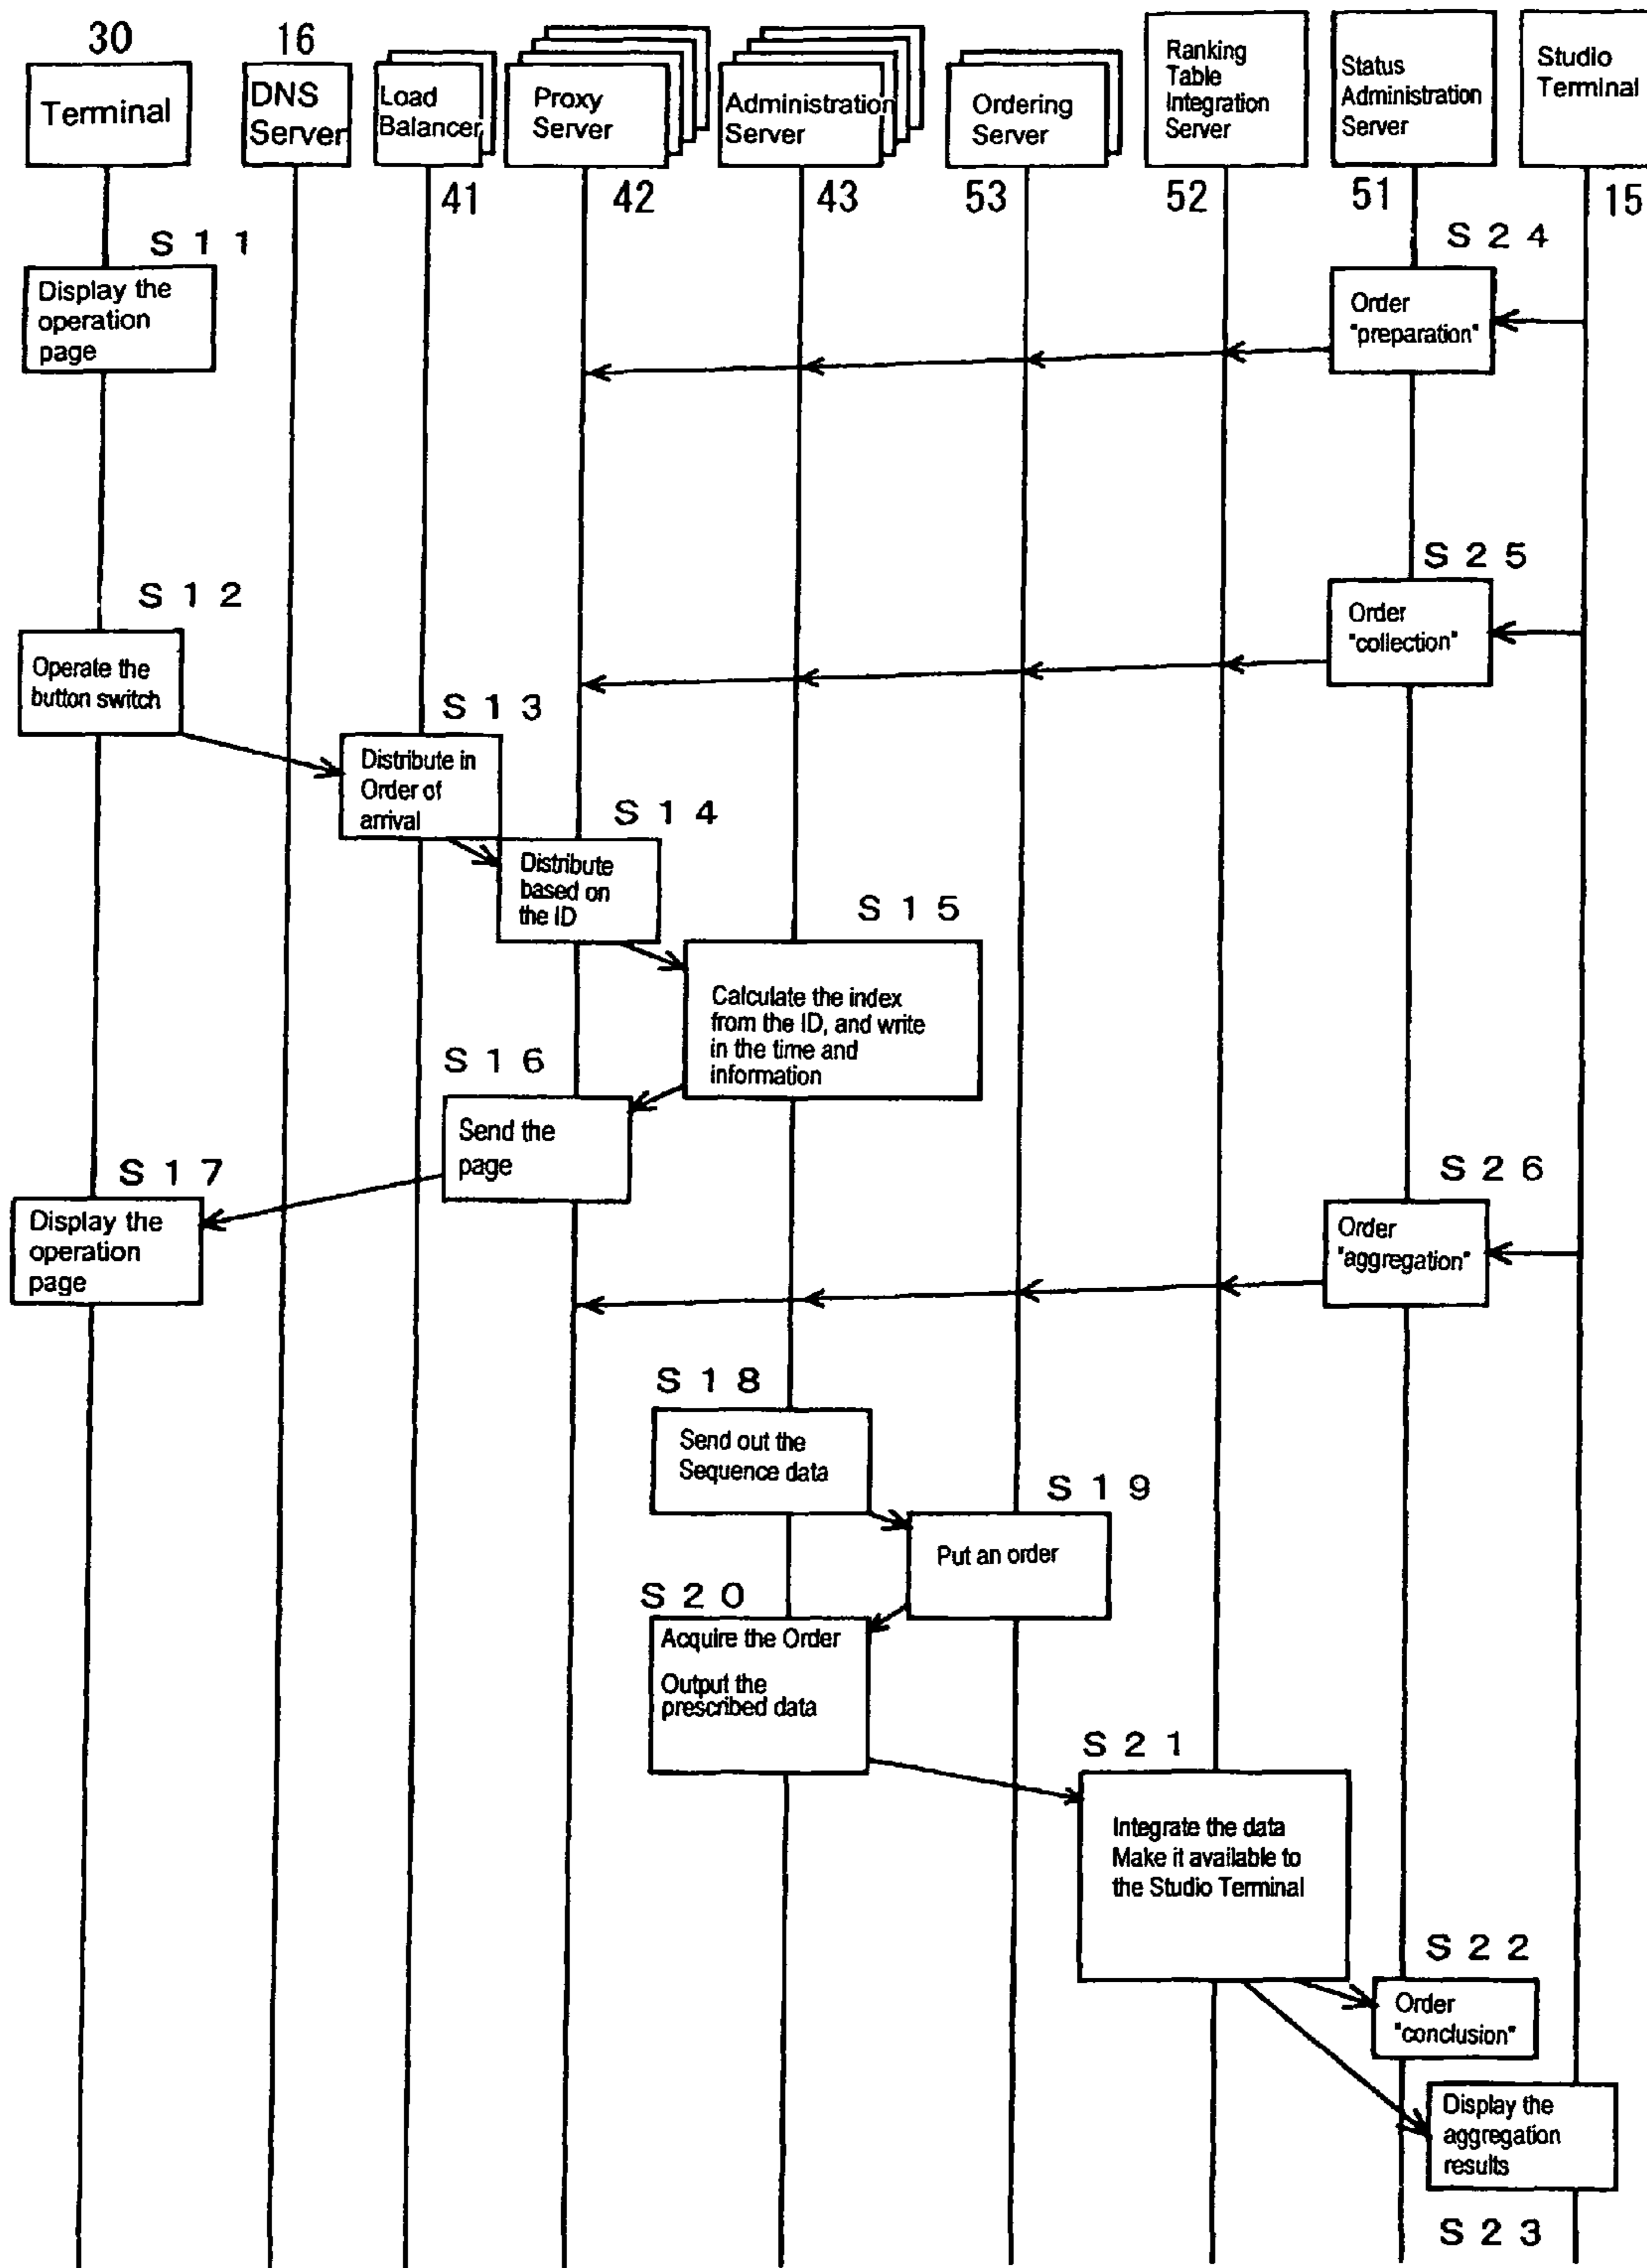 30
16
Terminal
DNS
Server
Load
Balancer
Proxy
Server
Administration
Server
Ordering
Server
Ranking
Table
Integration
Server
Status
Administration
Server
Studio
Terminal
41
42
43
53
52
51
15
S 1 1
Display the
operation
page
S 2 4
Order
"preparation"
S 2 5
Order
"collection"
S 1 2
Operate the
button switch
S 1 3
Distribute in
Order of
arrival
S 1 4
Distribute
based on
the ID
S 1 5
Calculate the index
from the ID, and write
in the time and
information
S 1 6
Send the
page
S 1 7
Display the
operation
page
S 2 6
Order
"aggregation"
S 1 8
Send out the
Sequence data
S 1 9
Put an order
S 2 0
Acquire the Order
Output the
prescribed data
S 2 1
Integrate the data
Make it available to
the Studio Terminal
S 2 2
Order
"conclusion"
Display the
aggregation
results
S 2 3